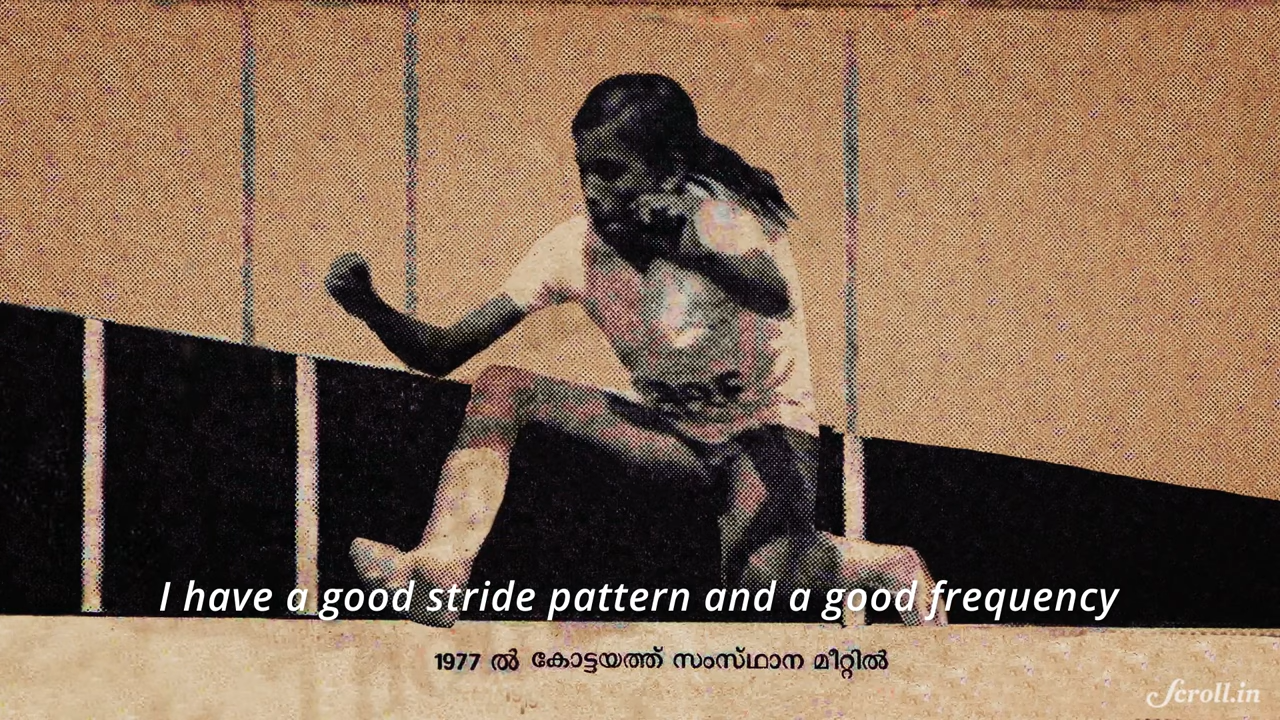 I have a good stride pattern and a good frequency
1977 ൽ കോട്ടയത്ത് സംസ്ഥാന മീറ്റിൽ
Scroll.in